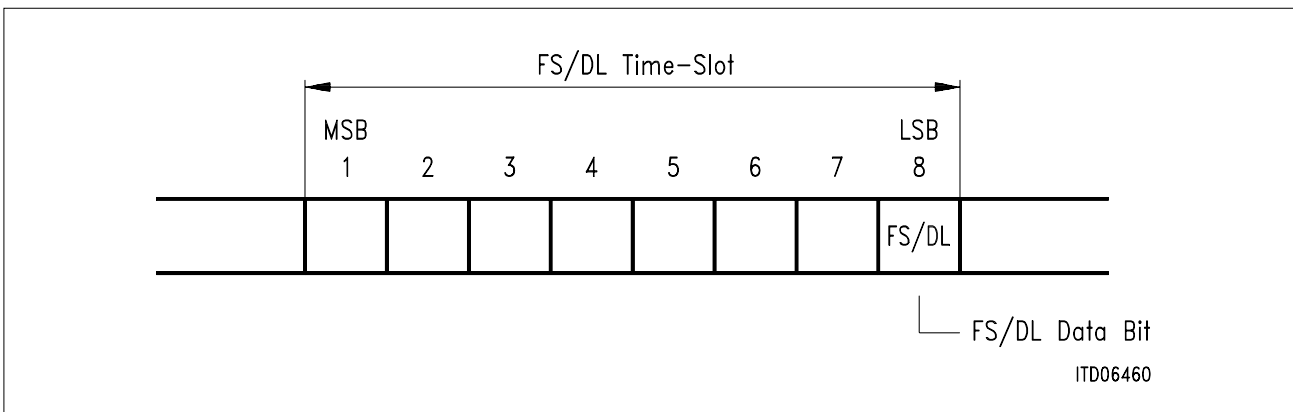 FS/DL Time-Slot
MSB LSB
1 2 3 4 5 6 7 8
FS/DL
FS/DL Data Bit
ITD06460